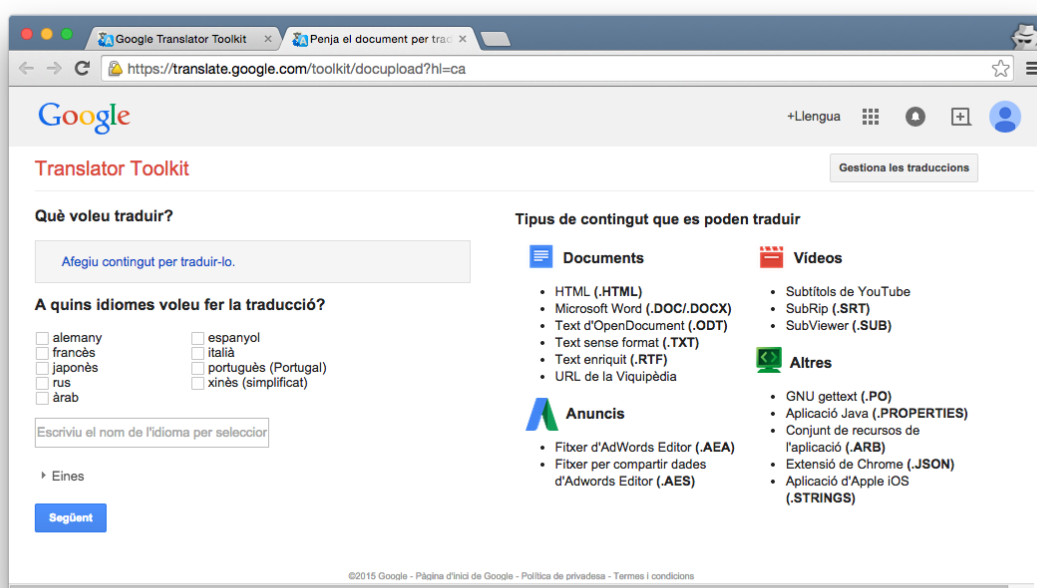 Google Translator Toolkit
Penja el document per trad
https://translate.google.com/toolkit/docupload?hl=ca
Google
+Llengua
Translator Toolkit
Gestiona les traduccions
Què voleu traduir?
Afegiu contingut per traduir-lo.
A quins idiomes voleu fer la traducció?
alemany
francès
japonès
rus
àrab
espanyol
italià
portuguès (Portugal)
xinès (simplificat)
Escriviu el nom de l'idioma per seleccior
Eines
Següent
Tipus de contingut que es poden traduir
Documents
• HTML (.HTML)
• Microsoft Word (.DOC/.DOCX)
• Text d'OpenDocument (.ODT)
• Text sense format (.TXT)
• Text enriquit (.RTF)
• URL de la Viquipèdia
Anuncis
• Fitxer d'AdWords Editor (.AEA)
• Fitxer per compartir dades
d'Adwords Editor (.AES)
Vídeos
• Subtítols de YouTube
• SubRip (.SRT)
• SubViewer (.SUB)
Altres
• GNU gettext (.PO)
• Aplicació Java (.PROPERTIES)
• Conjunt de recursos de
l'aplicació (.ARB)
• Extensió de Chrome (.JSON)
• Aplicació d'Apple iOS
(.STRINGS)
©2015 Google - Pàgina d'inici de Google - Política de privadesa - Termes i condicions